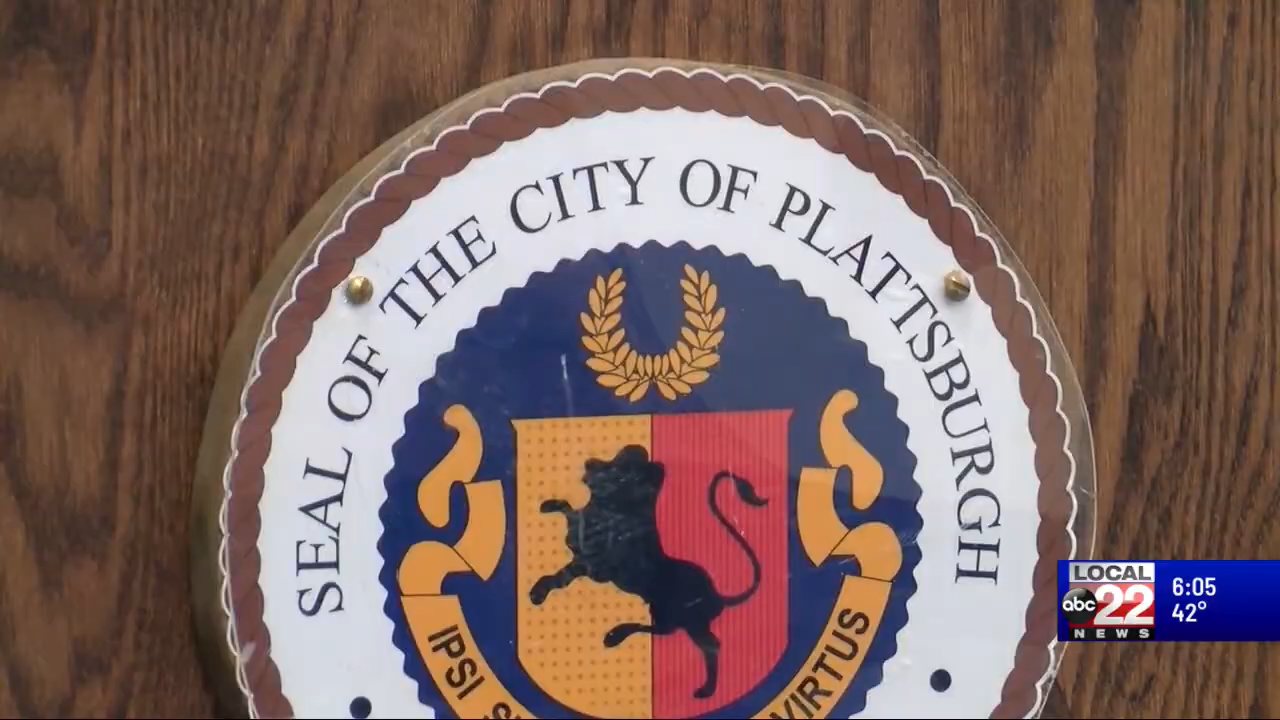 SEAL OF THE CITY OF PLATTSBURGH
IPSI
VIRTUS
LOCAL
abc 22
NEWS
6:05
42°